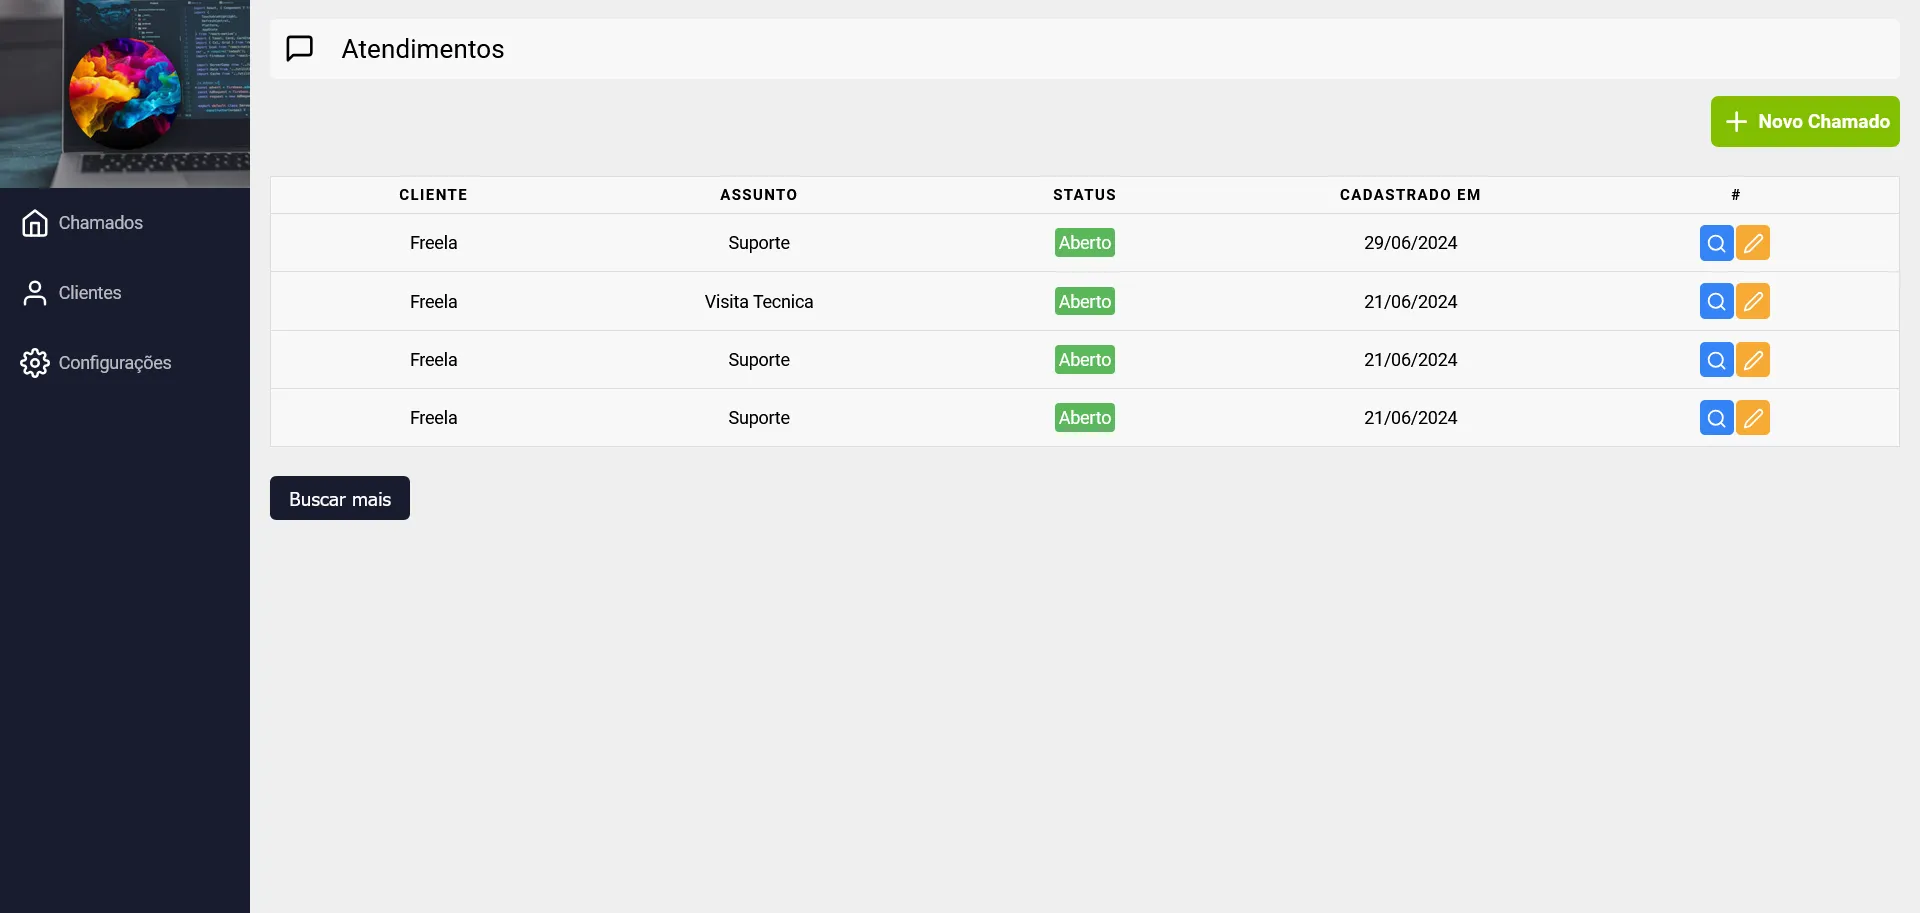 Atendimentos
Novo Chamado
Chamados
Clientes
Configurações
CLIENTE ASSUNTO STATUS CADASTRADO EM #
Freela Suporte Aberto 29/06/2024
Freela Visita Tecnica Aberto 21/06/2024
Freela Suporte Aberto 21/06/2024
Freela Suporte Aberto 21/06/2024
Buscar mais